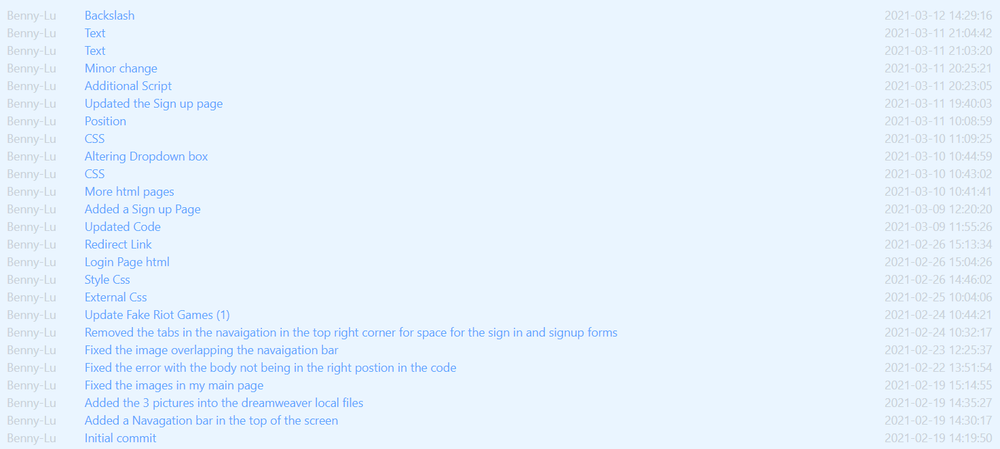 Benny-Lu Backslash 2021-03-12 14:29:16
Benny-Lu Text 2021-03-11 21:04:42
Benny-Lu Text 2021-03-11 21:03:20
Benny-Lu Minor change 2021-03-11 20:25:21
Benny-Lu Additional Script 2021-03-11 20:23:05
Benny-Lu Updated the Sign up page 2021-03-11 19:40:03
Benny-Lu Position 2021-03-11 10:08:59
Benny-Lu CSS 2021-03-10 11:09:25
Benny-Lu Altering Dropdown box 2021-03-10 10:44:59
Benny-Lu CSS 2021-03-10 10:43:02
Benny-Lu More html pages 2021-03-10 10:41:41
Benny-Lu Added a Sign up Page 2021-03-09 12:20:20
Benny-Lu Updated Code 2021-03-09 11:55:26
Benny-Lu Redirect Link 2021-02-26 15:13:34
Benny-Lu Login Page html 2021-02-26 15:04:26
Benny-Lu Style Css 2021-02-26 14:46:02
Benny-Lu External Css 2021-02-25 10:04:06
Benny-Lu Update Fake Riot Games (1) 2021-02-24 10:44:21
Benny-Lu Removed the tabs in the navaigation in the top right corner for space for the sign in and signup forms 2021-02-24 10:32:17
Benny-Lu Fixed the image overlapping the navaigation bar 2021-02-23 12:25:37
Benny-Lu Fixed the error with the body not being in the right postion in the code 2021-02-22 13:51:54
Benny-Lu Fixed the images in my main page 2021-02-19 15:14:55
Benny-Lu Added the 3 pictures into the dreamweaver local files 2021-02-19 14:35:27
Benny-Lu Added a Navagation bar in the top of the screen 2021-02-19 14:30:17
Benny-Lu Initial commit 2021-02-19 14:19:50